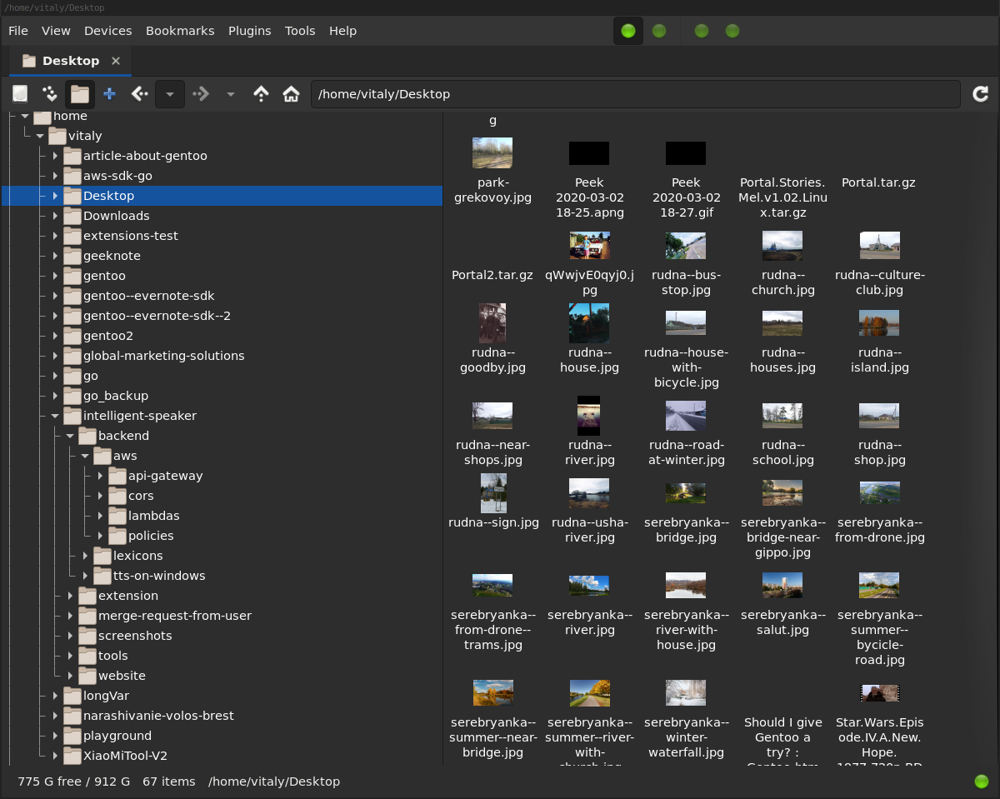 /home/vitaly/Desktop
File View Devices Bookmarks Plugins Tools Help
Desktop
/home/vitaly/Desktop
home
vitaly
article-about-gentoo
aws-sdk-go
Desktop
Downloads
extensions-test
geeknote
gentoo
gentoo--evernote-sdk
gentoo--evernote-sdk--2
gentoo2
global-marketing-solutions
go
go_backup
intelligent-speaker
backend
aws
api-gateway
cors
lambdas
policies
lexicons
tts-on-windows
extension
merge-request-from-user
screenshots
tools
website
longVar
narashivanie-volos-brest
playground
XiaoMiTool-V2
g
park-
grekovoy.jpg
Peek
2020-03-02
18-25.apng
Peek
2020-03-02
18-27.gif
Portal.Stories.
Mel.v1.02.Linu
x.tar.gz
Portal.tar.gz
Portal2.tar.gz
qWwjvE0qyj0.j
pg
rudna--bus-
stop.jpg
rudna--
church.jpg
rudna--culture-
club.jpg
rudna--
goodby.jpg
rudna--
house.jpg
rudna--house-
with-
bicycle.jpg
rudna--
houses.jpg
rudna--
island.jpg
rudna--near-
shops.jpg
rudna--
river.jpg
rudna--road-
at-winter.jpg
rudna--
school.jpg
rudna--
shop.jpg
rudna--sign.jpg
rudna--usha-
river.jpg
serebryanka--
bridge.jpg
serebryanka--
bridge-near-
gippo.jpg
serebryanka--
from-drone.jpg
serebryanka--
from-drone--
trams.jpg
serebryanka--
river.jpg
serebryanka--
river-with-
house.jpg
serebryanka--
salut.jpg
serebryanka--
summer--
bycicle-
road.jpg
serebryanka--
summer--near-
bridge.jpg
serebryanka--
summer--river-
with-
church.jpg
serebryanka--
winter-
waterfall.jpg
Should I give
Gentoo a
try? :
Gentoo.htm
Star.Wars.Epis
ode.IV.A.New.
Hope.
1977.720p.BD
775 G free / 912 G 67 items /home/vitaly/Desktop